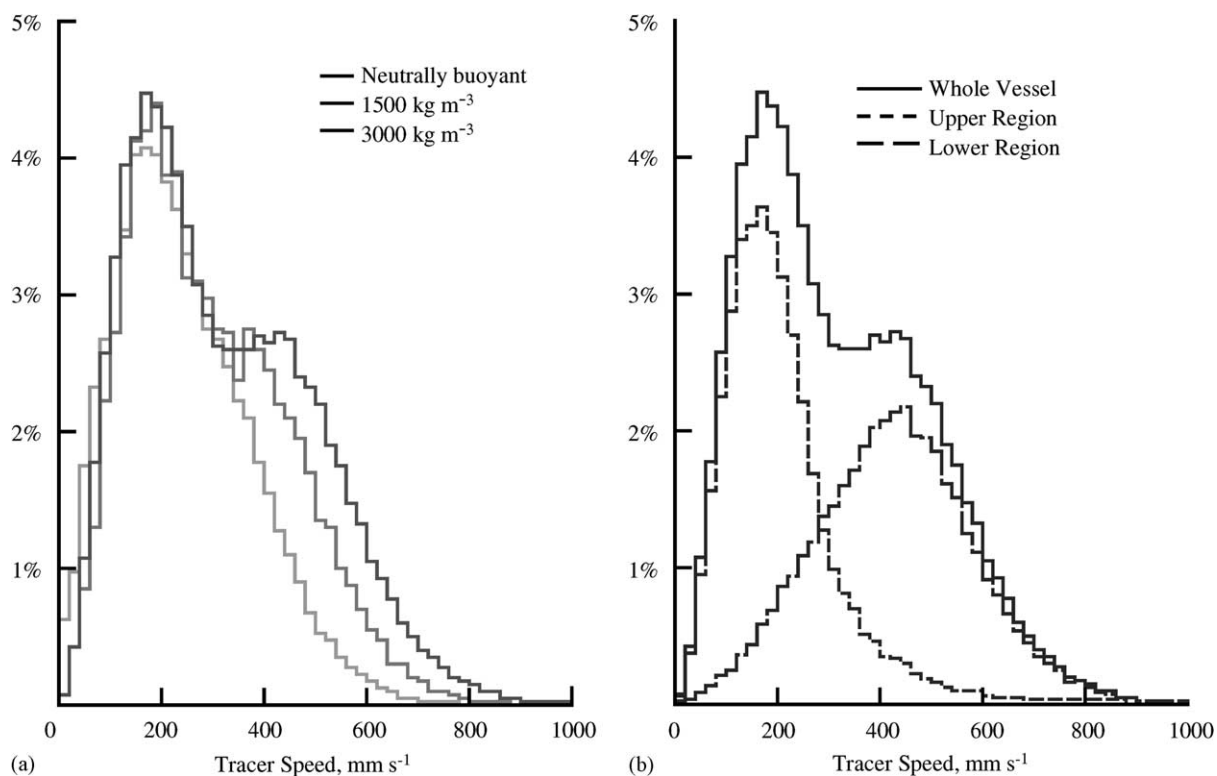 5%
4%
3%
2%
1%
Neutrally buoyant
1500 kg m⁻³
3000 kg m⁻³
0 200 400 600 800 1000
(a) Tracer Speed, mm s⁻¹
5%
4%
3%
2%
1%
Whole Vessel
Upper Region
Lower Region
0 200 400 600 800 1000
(b) Tracer Speed, mm s⁻¹